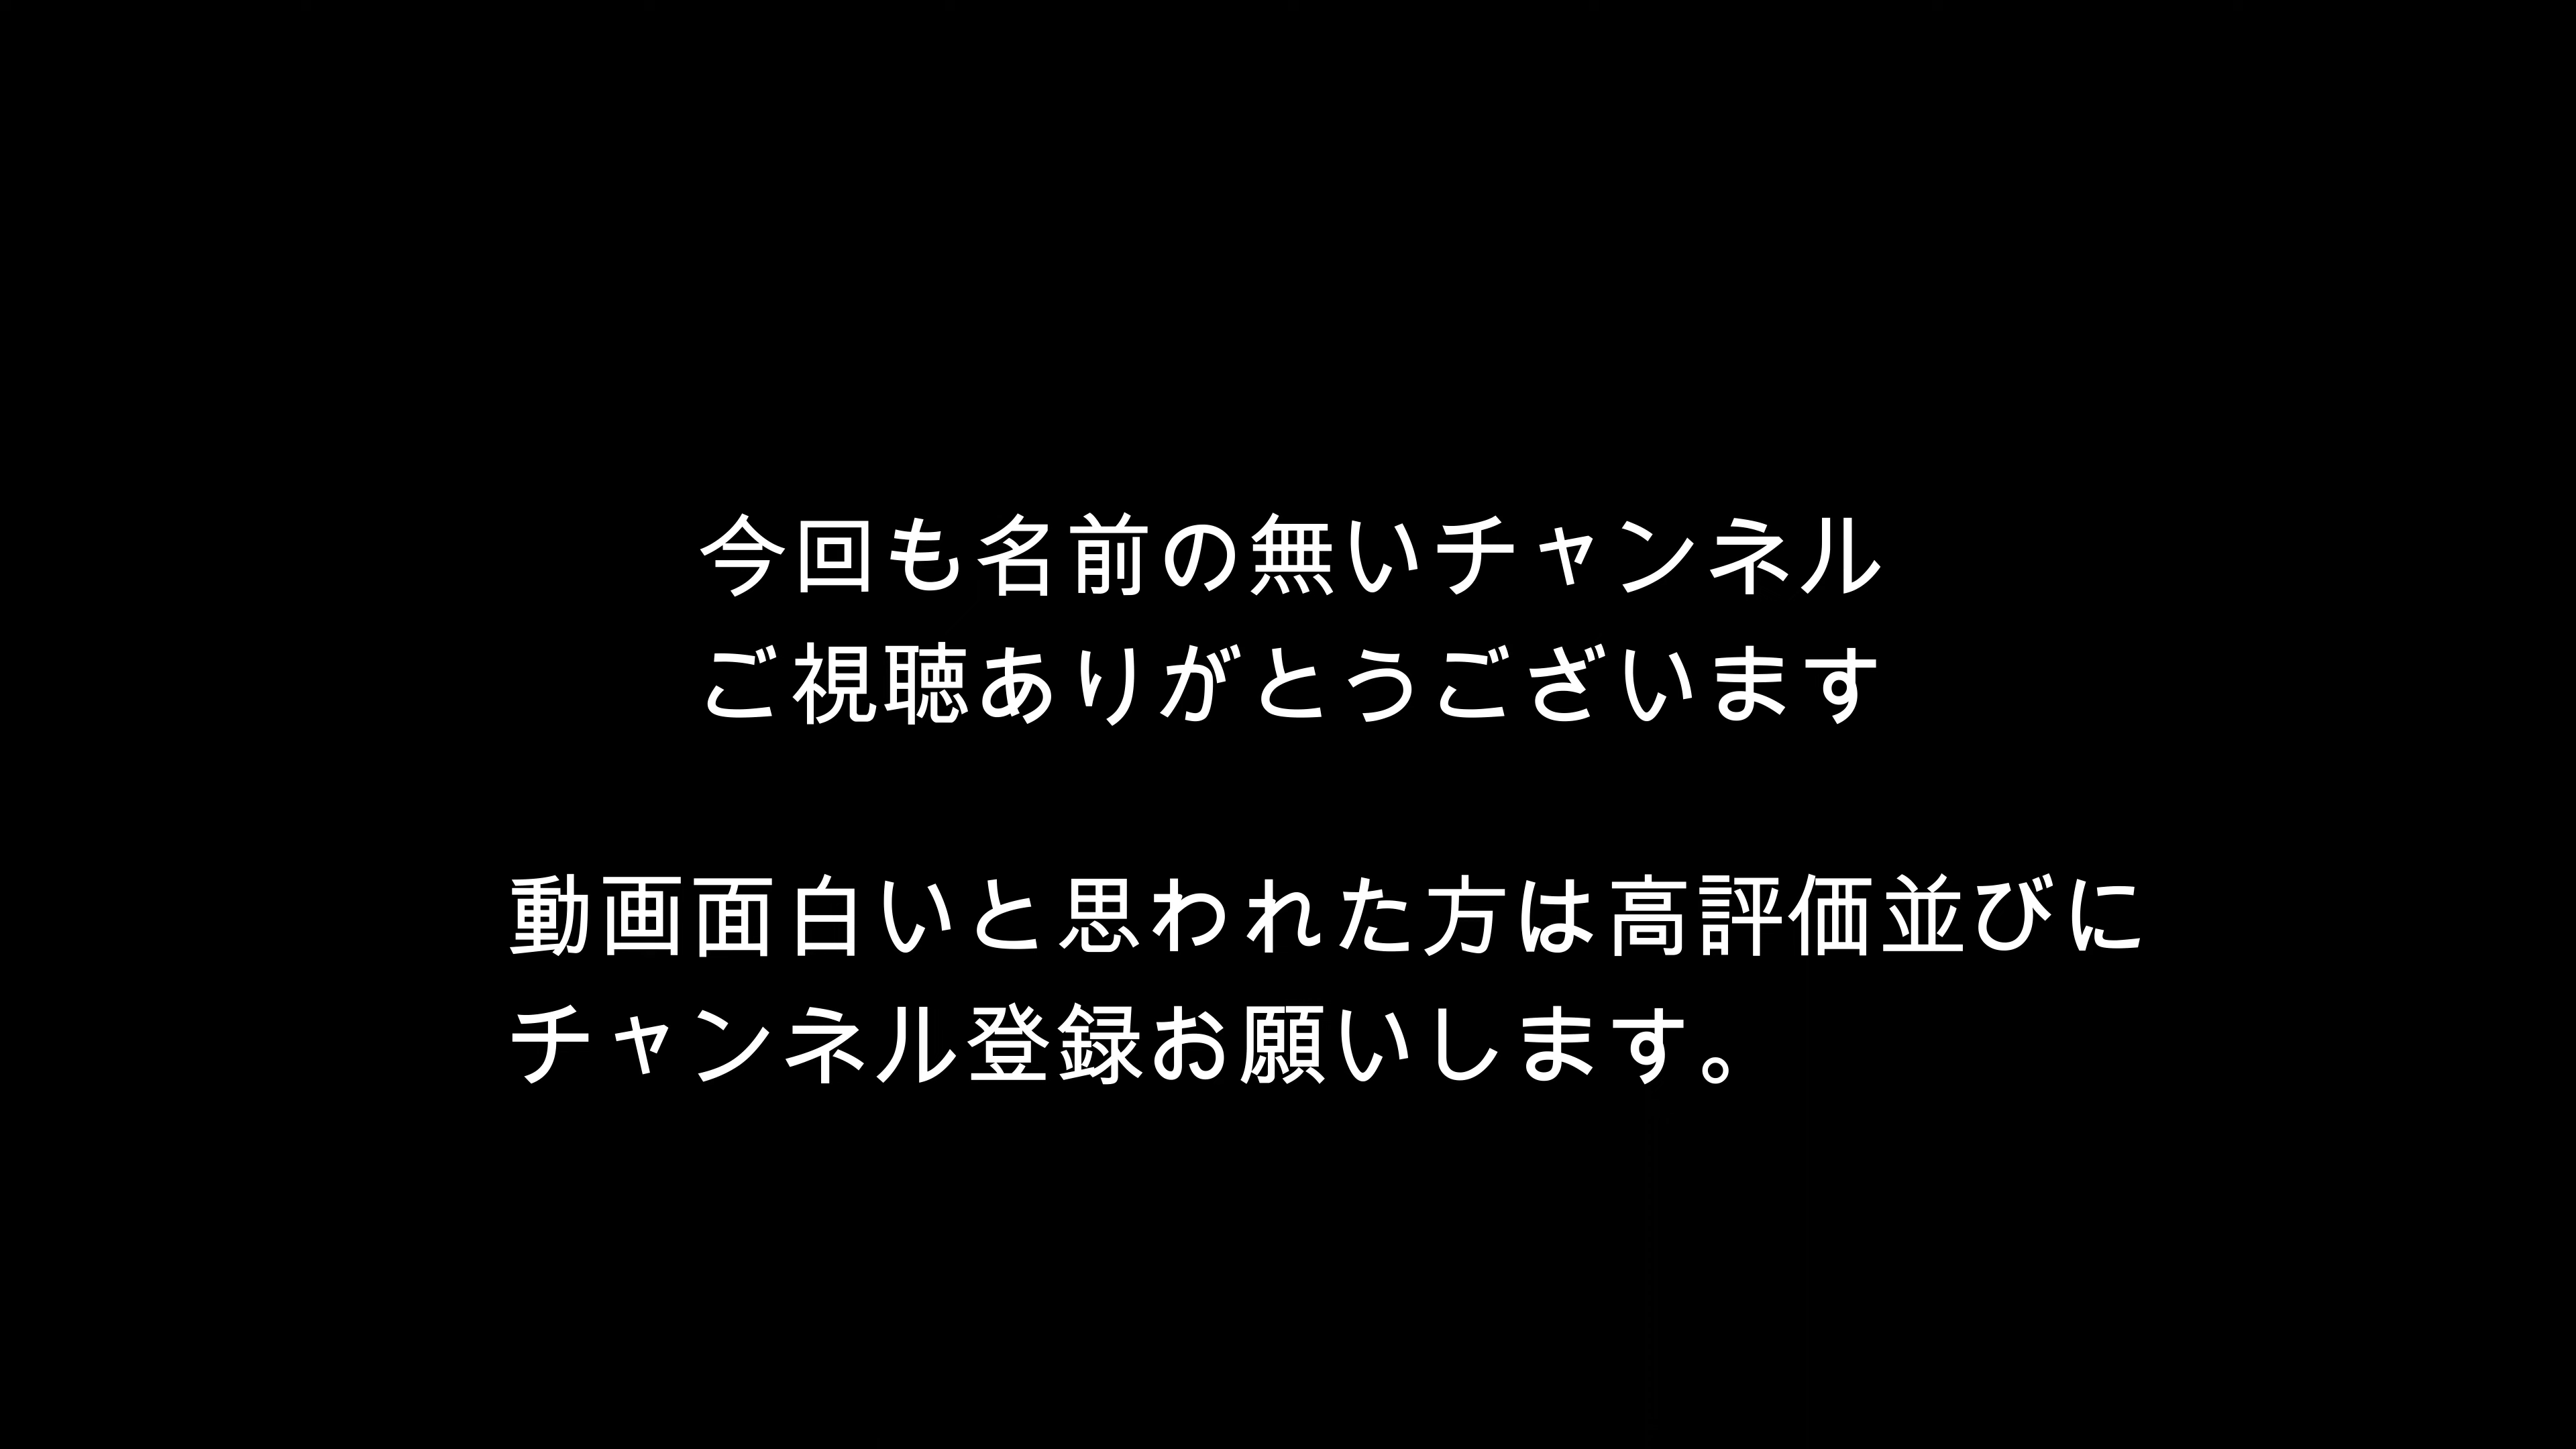 今回も名前の無いチャンネル
ご視聴ありがとうございます
動画面白いと思われた方は高評価並びに
チャンネル登録お願いします。